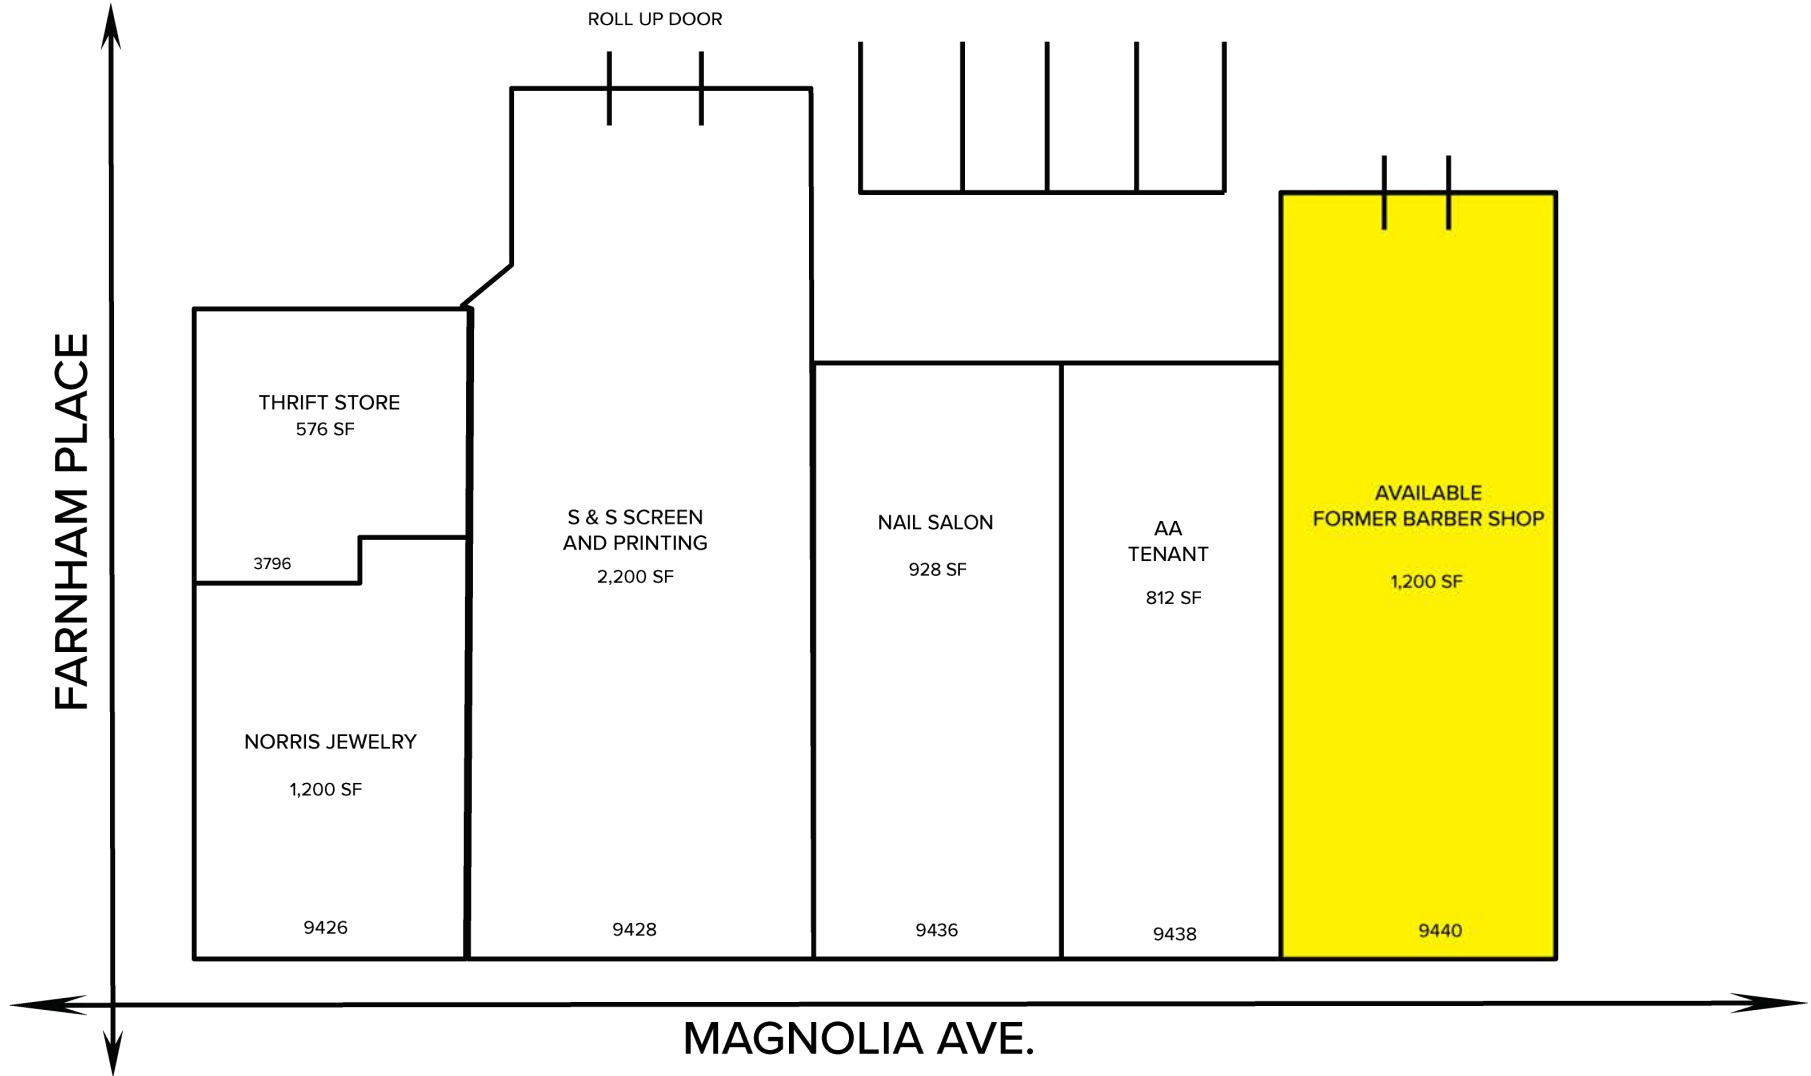 ROLL UP DOOR
FARNHAM PLACE
THRIFT STORE
576 SF
3796
NORRIS JEWELRY
1,200 SF
9426
S & S SCREEN
AND PRINTING
2,200 SF
9428
NAIL SALON
928 SF
9436
AA
TENANT
812 SF
9438
AVAILABLE
FORMER BARBER SHOP
1,200 SF
9440
MAGNOLIA AVE.